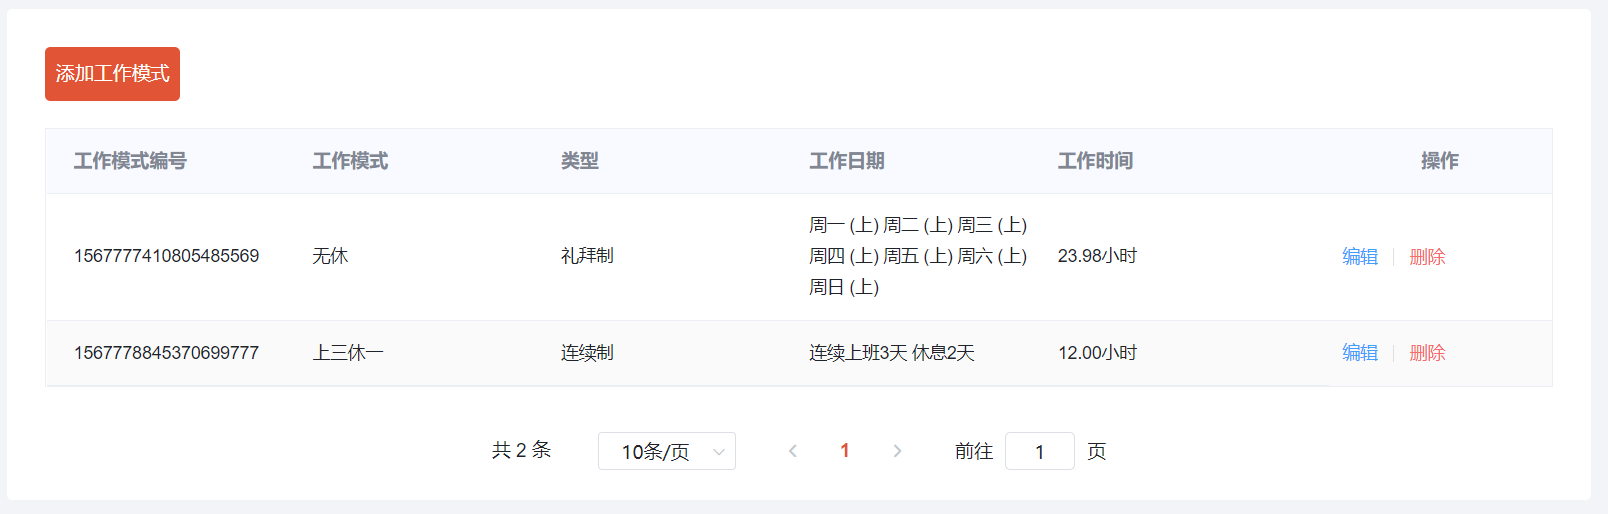 添加工作模式
工作模式编号 工作模式 类型 工作日期 工作时间 操作
1567777410805485569 无休 礼拜制 周一 (上) 周二 (上) 周三 (上) 周四 (上) 周五 (上) 周六 (上) 周日 (上) 23.98小时 编辑 删除
1567778845370699777 上三休一 连续制 连续上班3天 休息2天 12.00小时 编辑 删除
共 2 条 10条/页 1 前往 1 页